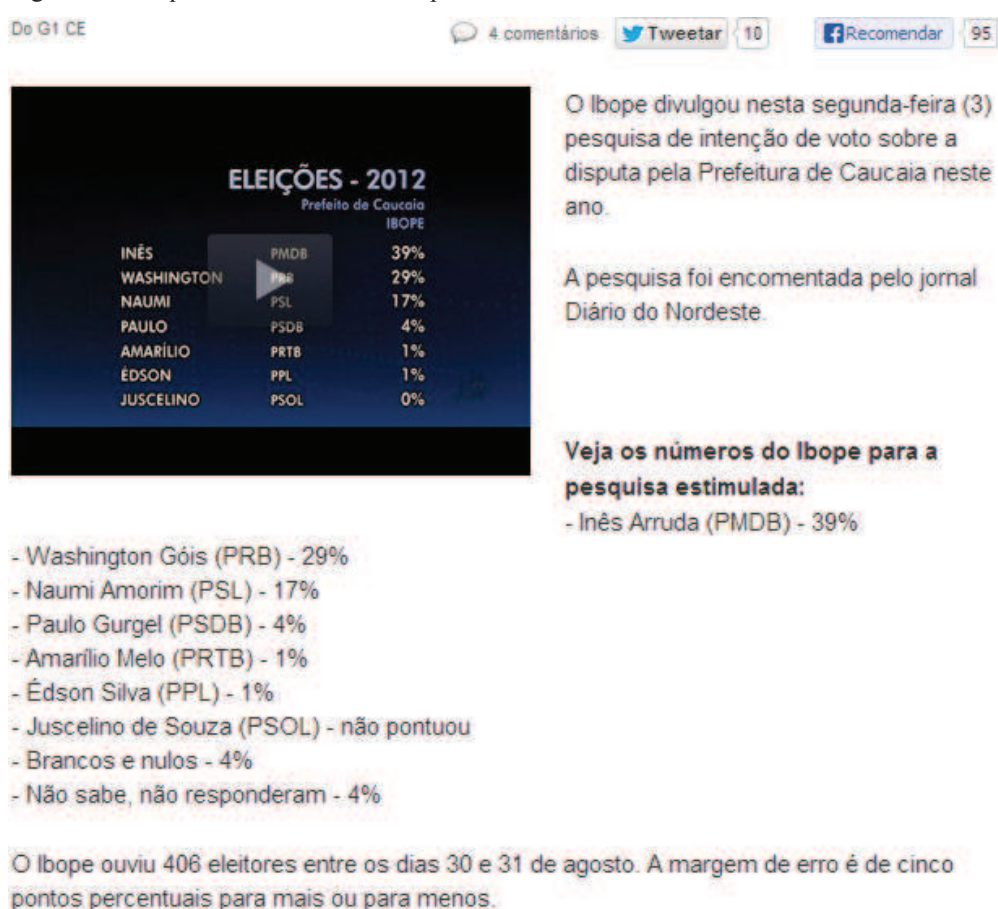 Do G1 CE
4 comentários Tweetar 10 Recomendar 95
ELEIÇÕES - 2012
Prefeito de Caucaia
IBOPE
INÊS PMDB 39%
WASHINGTON PRB 29%
NAUMI PSL 17%
PAULO PSDB 4%
AMARÍLIO PRTB 1%
ÉDSON PPL 1%
JUSCELINO PSOL 0%
O Ibope divulgou nesta segunda-feira (3)
pesquisa de intenção de voto sobre a
disputa pela Prefeitura de Caucaia neste
ano.
A pesquisa foi encomentada pelo jornal
Diário do Nordeste.
Veja os números do Ibope para a
pesquisa estimulada:
- Inês Arruda (PMDB) - 39%
- Washington Góis (PRB) - 29%
- Naumi Amorim (PSL) - 17%
- Paulo Gurgel (PSDB) - 4%
- Amarílio Melo (PRTB) - 1%
- Édson Silva (PPL) - 1%
- Juscelino de Souza (PSOL) - não pontuou
- Brancos e nulos - 4%
- Não sabe, não responderam - 4%
O Ibope ouviu 406 eleitores entre os dias 30 e 31 de agosto. A margem de erro é de cinco
pontos percentuais para mais ou para menos.